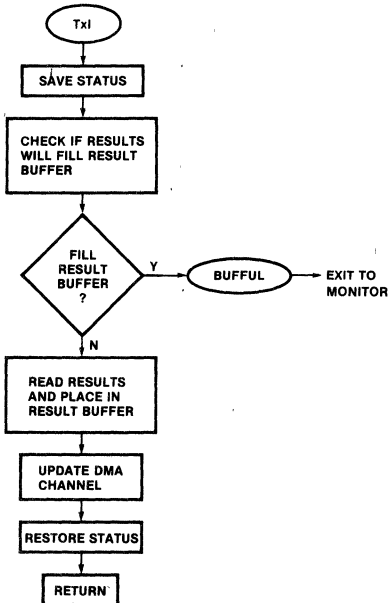 TxI
SAVE STATUS
CHECK IF RESULTS
WILL FILL RESULT
BUFFER
FILL
RESULT
BUFFER
?
Y
BUFFUL
EXIT TO
MONITOR
N
READ RESULTS
AND PLACE IN
RESULT BUFFER
UPDATE DMA
CHANNEL
RESTORE STATUS
RETURN